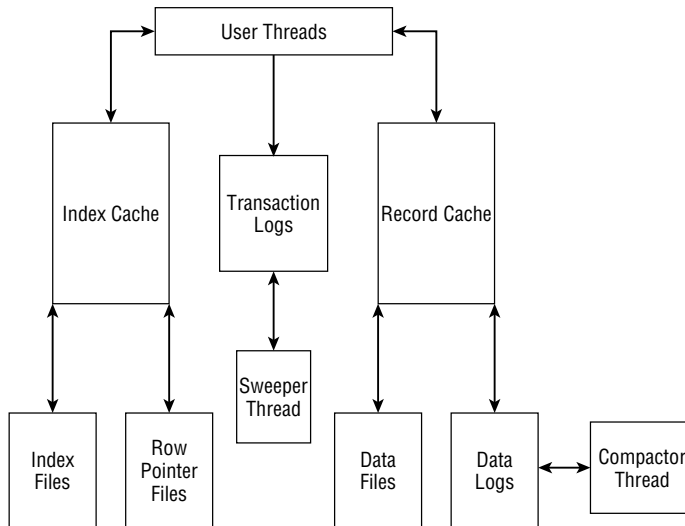 User Threads
Index Cache
Transaction
Logs
Record Cache
Sweeper
Thread
Index
Files
Row
Pointer
Files
Data
Files
Data
Logs
Compactor
Thread